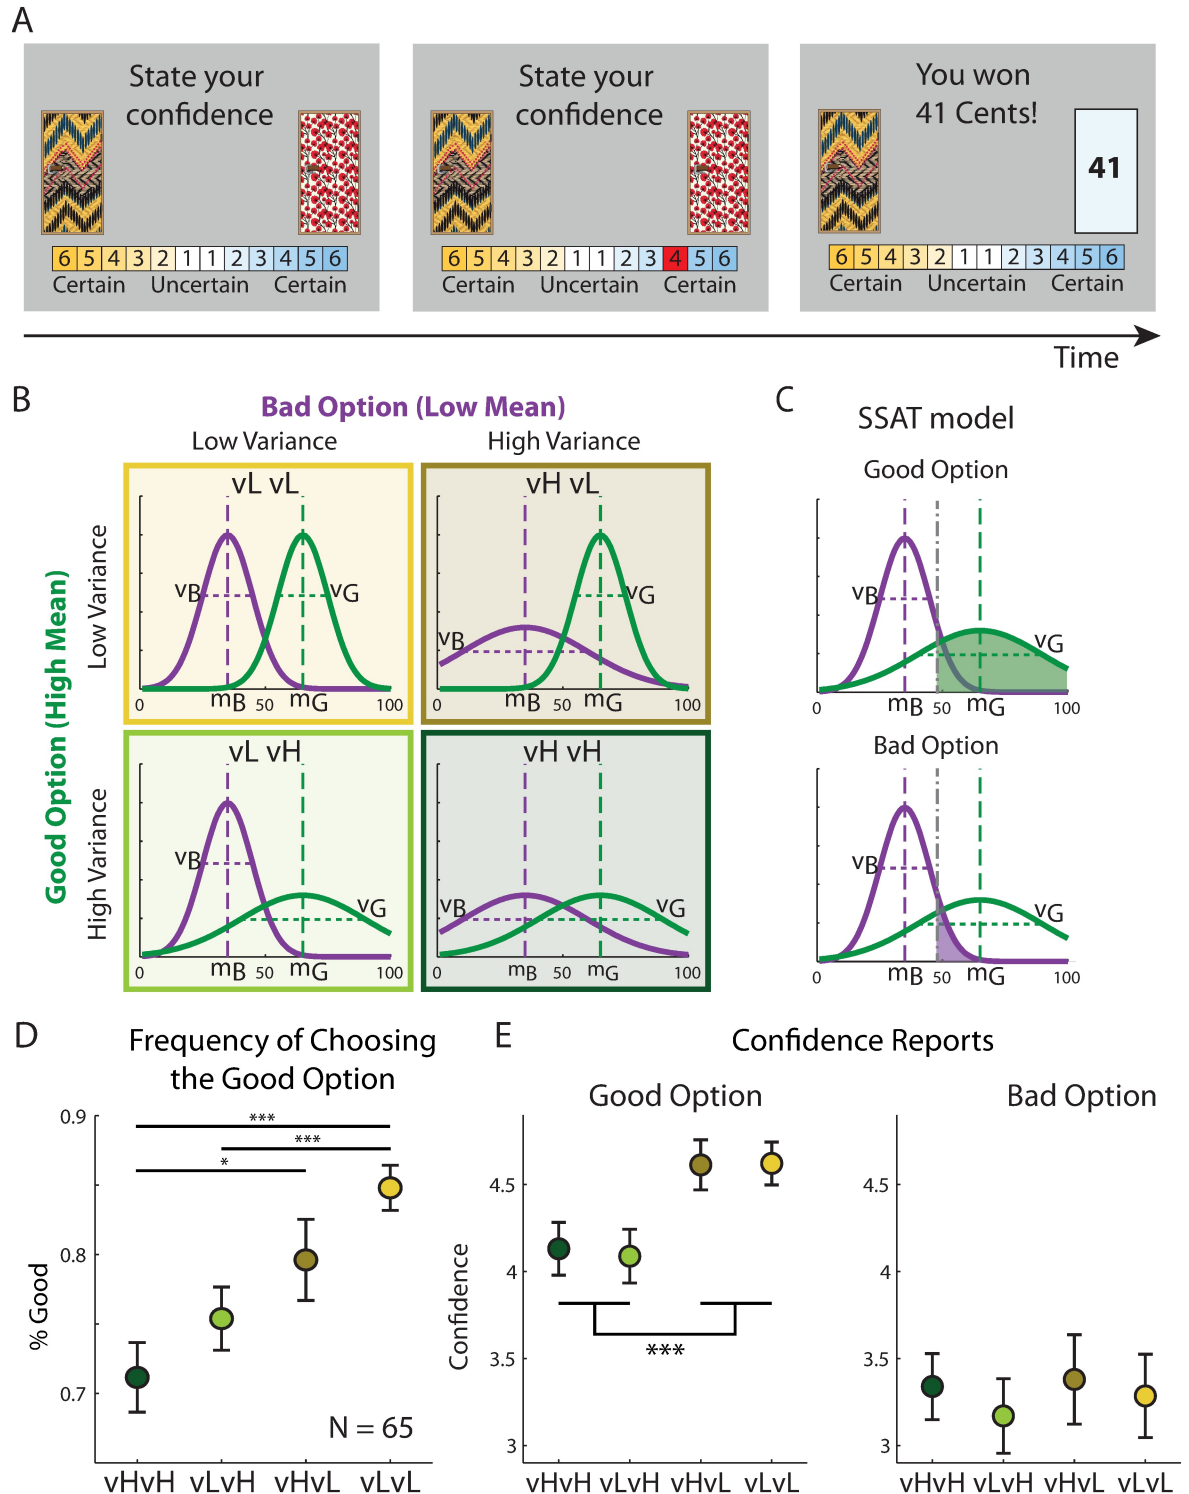 A
State your
confidence
6 5 4 3 2 1 1 2 3 4 5 6
Certain Uncertain Certain
State your
confidence
6 5 4 3 2 1 1 2 3 4 5 6
Certain Uncertain Certain
You won
41 Cents!
41
6 5 4 3 2 1 1 2 3 4 5 6
Certain Uncertain Certain
Time
B
Bad Option (Low Mean)
Low Variance High Variance
Good Option (High Mean)
Low Variance
High Variance
vL vL
vB vG
0 mB 50 mG 100
vH vL
vB vG
0 mB 50 mG 100
vL vH
vB vG
0 mB 50 mG 100
vH vH
vB vG
0 mB 50 mG 100
C
SSAT model
Good Option
vB vG
0 mB 50 mG 100
Bad Option
vB vG
0 mB 50 mG 100
D
Frequency of Choosing
the Good Option
% Good
0.9
0.8
0.7
***
***
*
N = 65
vHvH vLvH vHvL vLvL
E
Confidence Reports
Good Option
Confidence
4.5
4
3.5
3
***
vHvH vLvH vHvL vLvL
Bad Option
4.5
4
3.5
3
vHvH vLvH vHvL vLvL